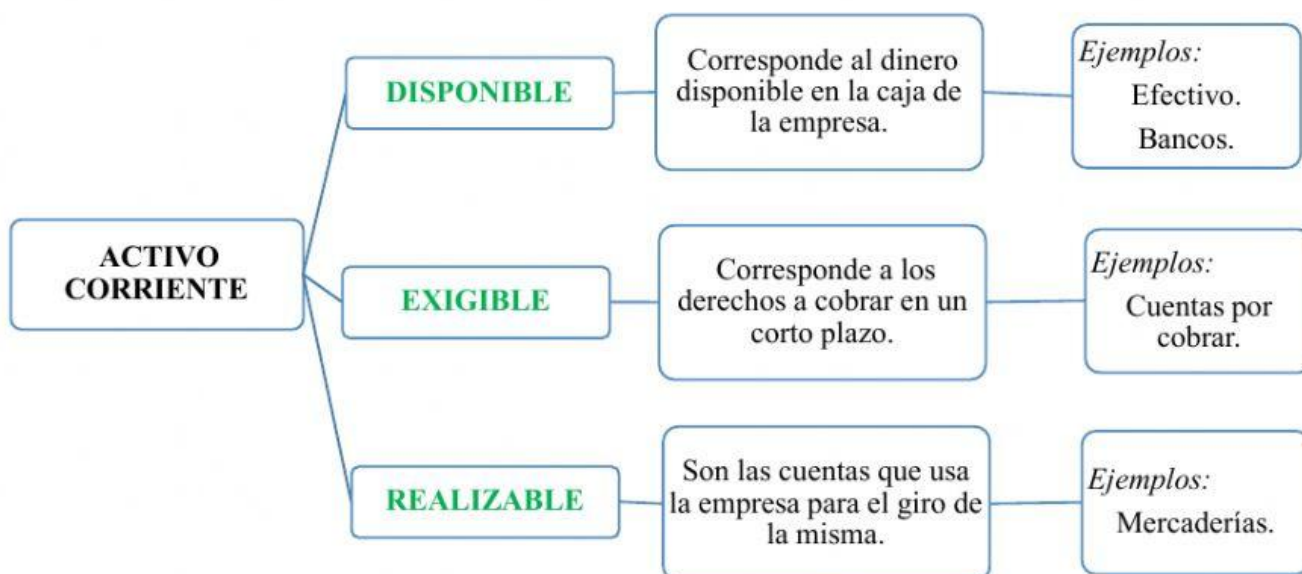 ACTIVO
CORRIENTE
DISPONIBLE
Corresponde al dinero
disponible en la caja de
la empresa.
Ejemplos:
Efectivo.
Bancos.
EXIGIBLE
Corresponde a los
derechos a cobrar en un
corto plazo.
Ejemplos:
Cuentas por
cobrar.
REALIZABLE
Son las cuentas que usa
la empresa para el giro de
la misma.
Ejemplos:
Mercaderías.